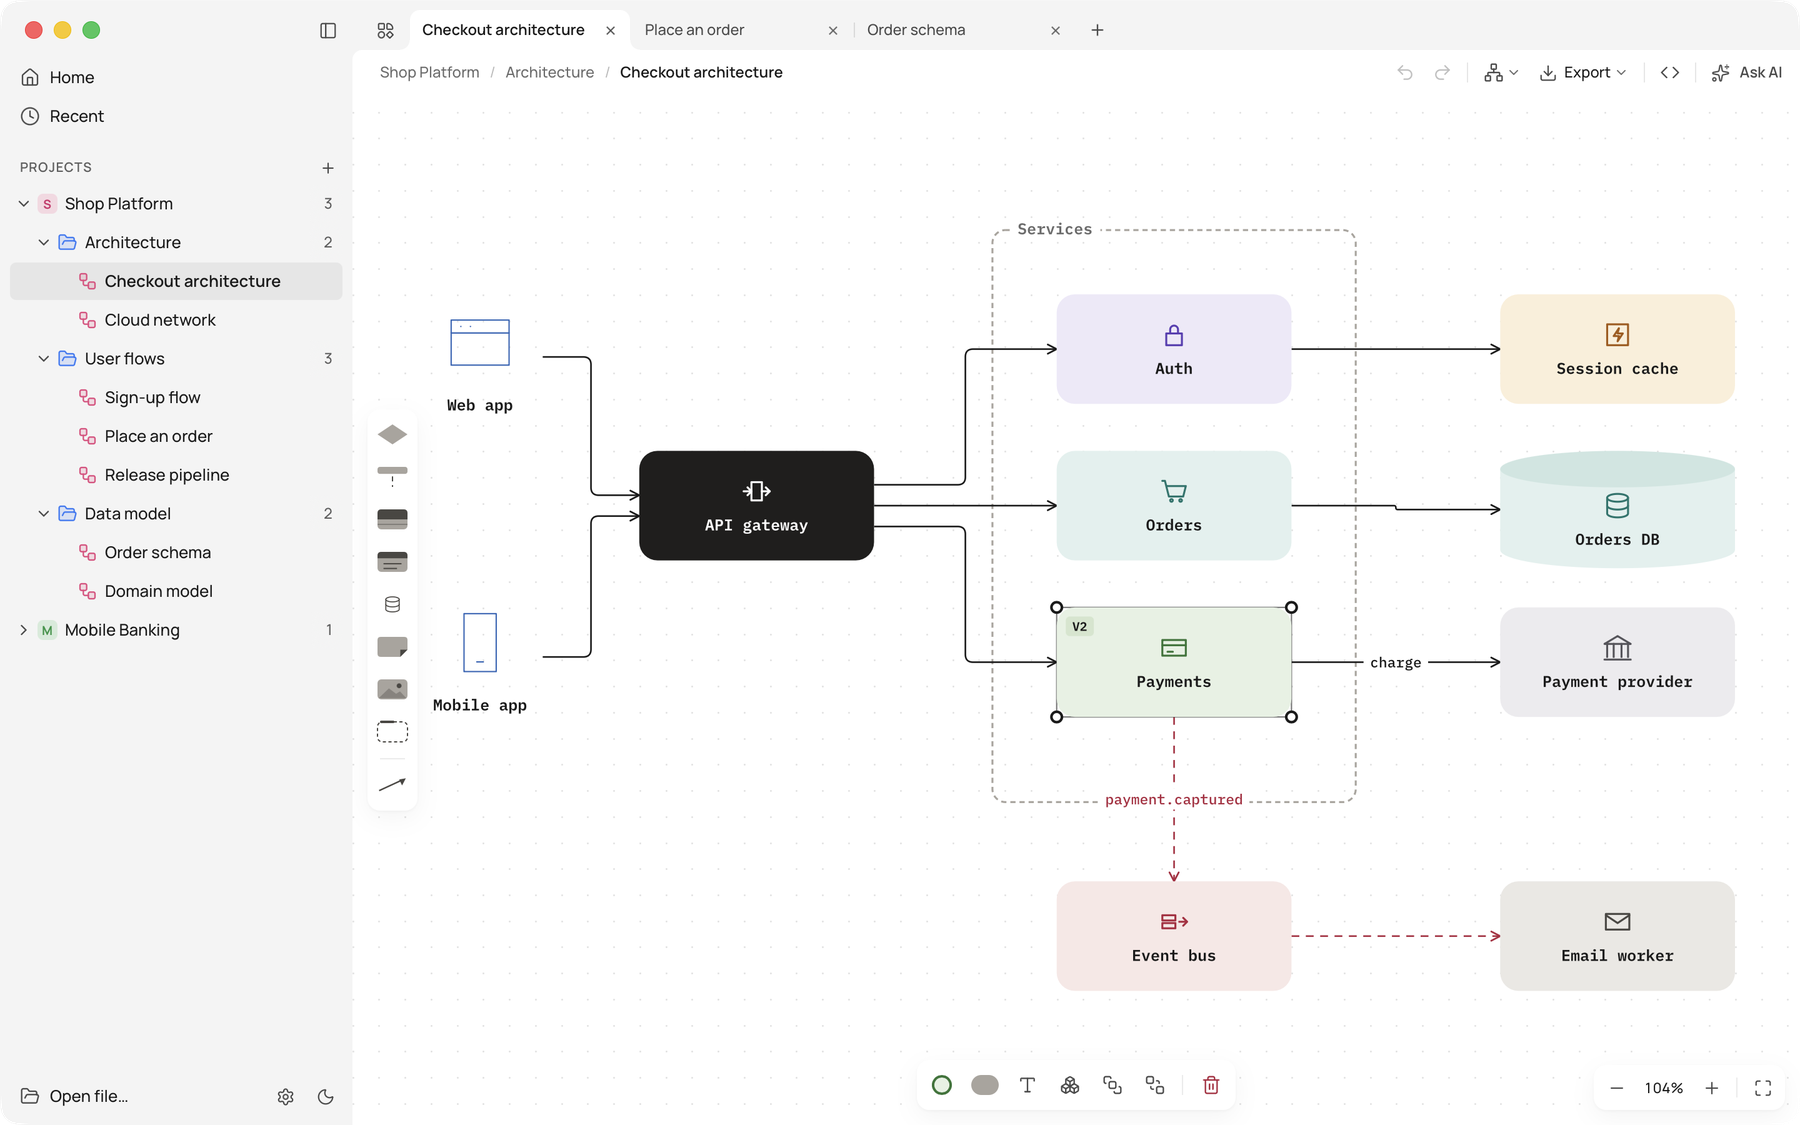 Checkout architecture
Place an order
Order schema
Home
Recent
PROJECTS
S Shop Platform 3
Architecture 2
Checkout architecture
Cloud network
User flows 3
Sign-up flow
Place an order
Release pipeline
Data model 2
Order schema
Domain model
M Mobile Banking 1
Open file...
Shop Platform / Architecture / Checkout architecture
Export
Ask AI
Services
Web app
Mobile app
API gateway
Auth
Session cache
Orders
Orders DB
V2
Payments
charge
Payment provider
payment.captured
Event bus
Email worker
104%